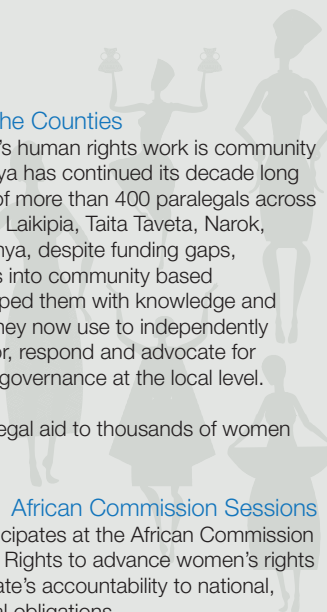 he Counties
's human rights work is community
ya has continued its decade long
of more than 400 paralegals across
Laikipia, Taita Taveta, Narok,
nya, despite funding gaps,
s into community based
ped them with knowledge and
hey now use to independently
or, respond and advocate for
governance at the local level.
egal aid to thousands of women
African Commission Sessions
cipates at the African Commission
Rights to advance women's rights
ate's accountability to national,
al obligations